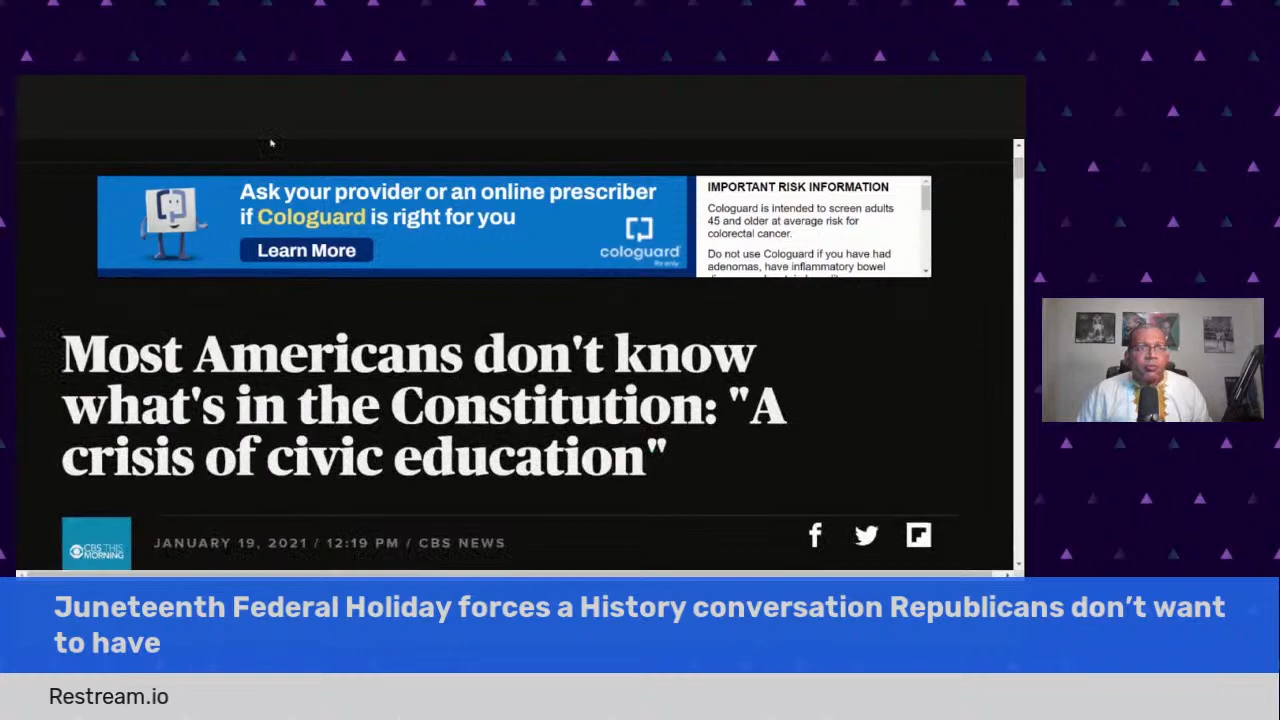 Ask your provider or an online prescriber
if Cologuard is right for you
Learn More
cologuard
Rx only
IMPORTANT RISK INFORMATION
Cologuard is intended to screen adults
45 and older at average risk for
colorectal cancer.
Do not use Cologuard if you have had
adenomas, have inflammatory bowel
Most Americans don't know
what's in the Constitution: "A
crisis of civic education"
CBS THIS
MORNING
JANUARY 19, 2021 / 12:19 PM / CBS NEWS
Juneteenth Federal Holiday forces a History conversation Republicans don’t want
to have
Restream.io